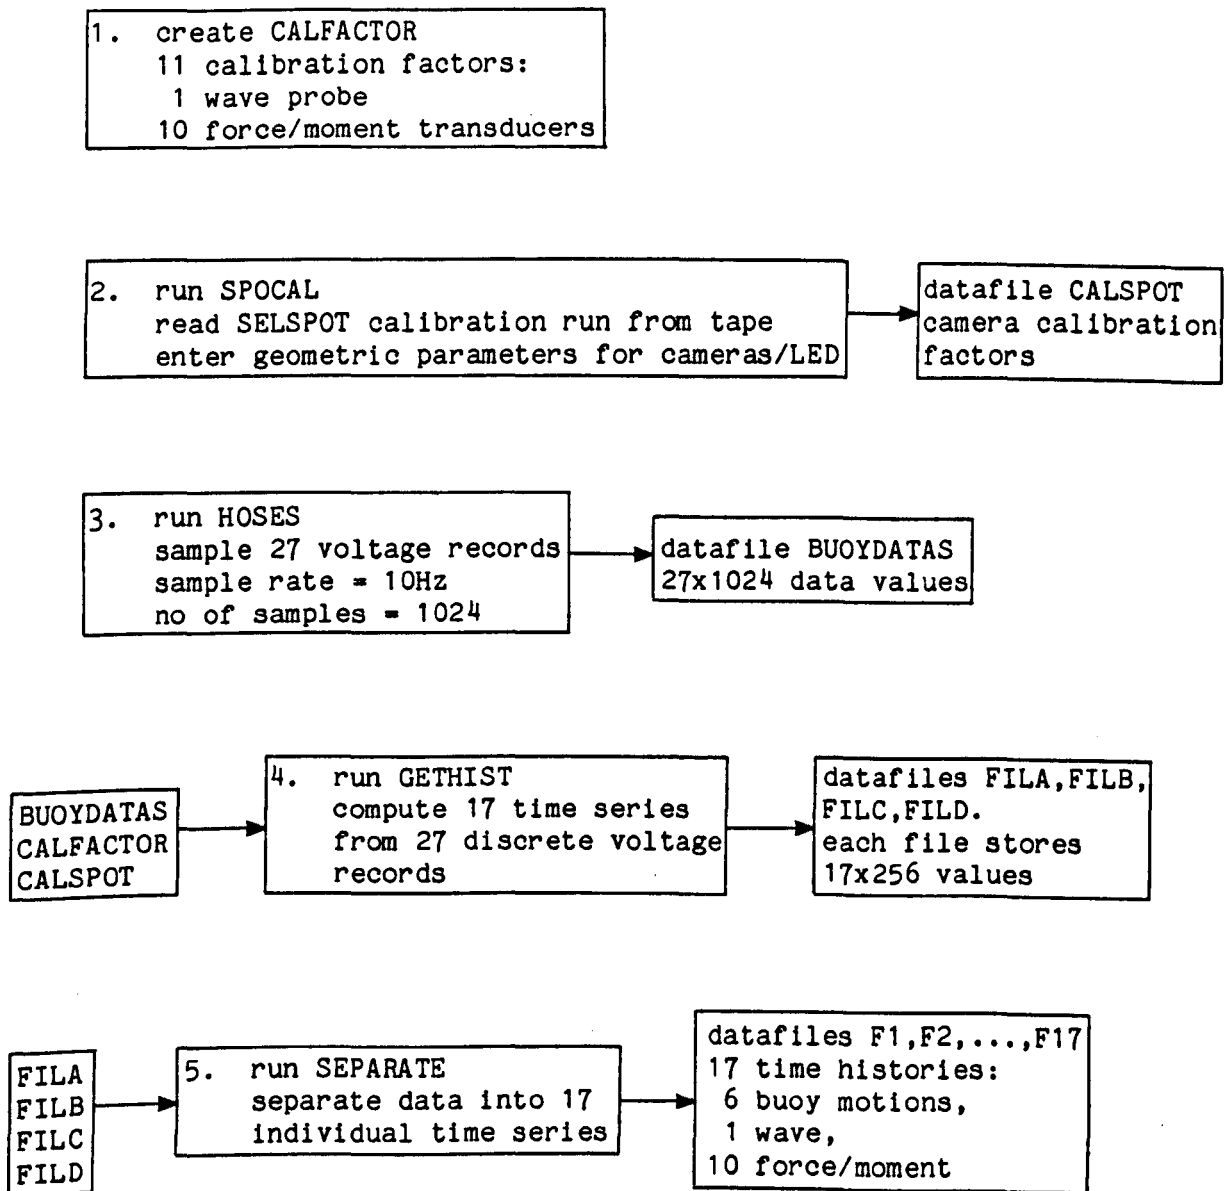 1. create CALFACTOR
11 calibration factors:
1 wave probe
10 force/moment transducers
2. run SPOCAL
read SELSPOT calibration run from tape
enter geometric parameters for cameras/LED
datafile CALSPOT
camera calibration
factors
3. run HOSES
sample 27 voltage records
sample rate = 10Hz
no of samples = 1024
datafile BUOYDATAS
27x1024 data values
BUOYDATAS
CALFACTOR
CALSPOT
4. run GETHIST
compute 17 time series
from 27 discrete voltage
records
datafiles FILA,FILB,
FILC,FILD.
each file stores
17x256 values
FILA
FILB
FILC
FILD
5. run SEPARATE
separate data into 17
individual time series
datafiles F1,F2,...,F17
17 time histories:
6 buoy motions,
1 wave,
10 force/moment